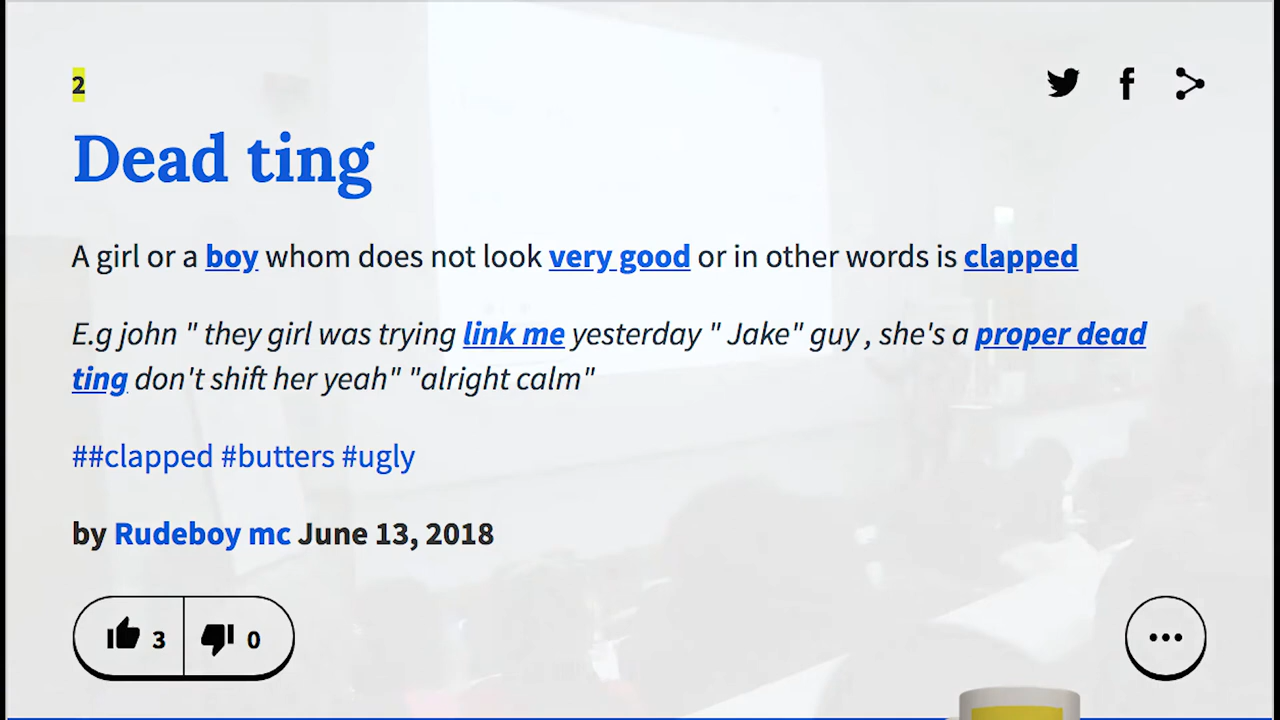 2
Dead ting
A girl or a boy whom does not look very good or in other words is clapped
E.g john " they girl was trying link me yesterday " Jake" guy , she's a proper dead
ting don't shift her yeah" "alright calm"
##clapped #butters #ugly
by Rudeboy mc June 13, 2018
3 0